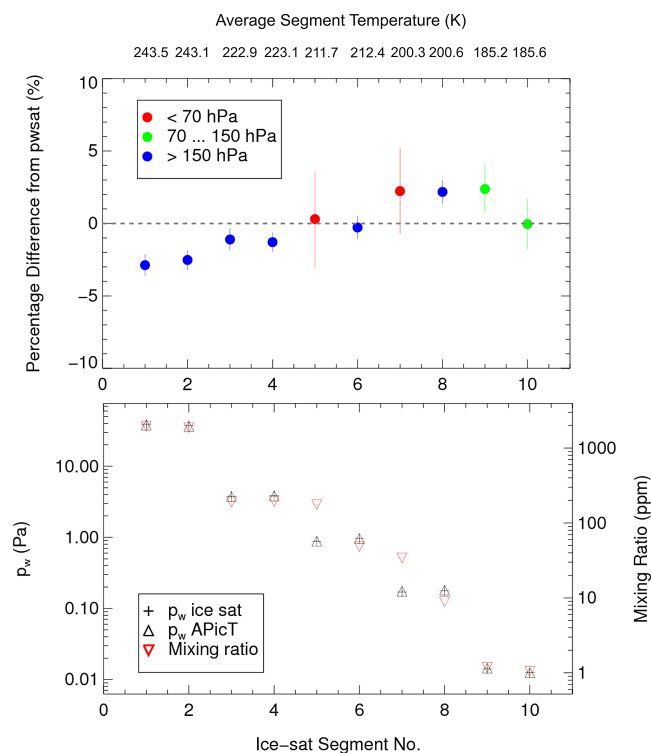 Average Segment Temperature (K)
243.5 243.1 222.9 223.1 211.7 212.4 200.3 200.6 185.2 185.6
Percentage Difference from pwsat (%)
10
5
0
−5
−10
< 70 hPa
70 ... 150 hPa
> 150 hPa
0 2 4 6 8 10
p_w (Pa)
10.00
1.00
0.10
0.01
p_w ice sat
p_w APicT
Mixing ratio
1000
100
10
1
Mixing Ratio (ppm)
0 2 4 6 8 10
Ice−sat Segment No.